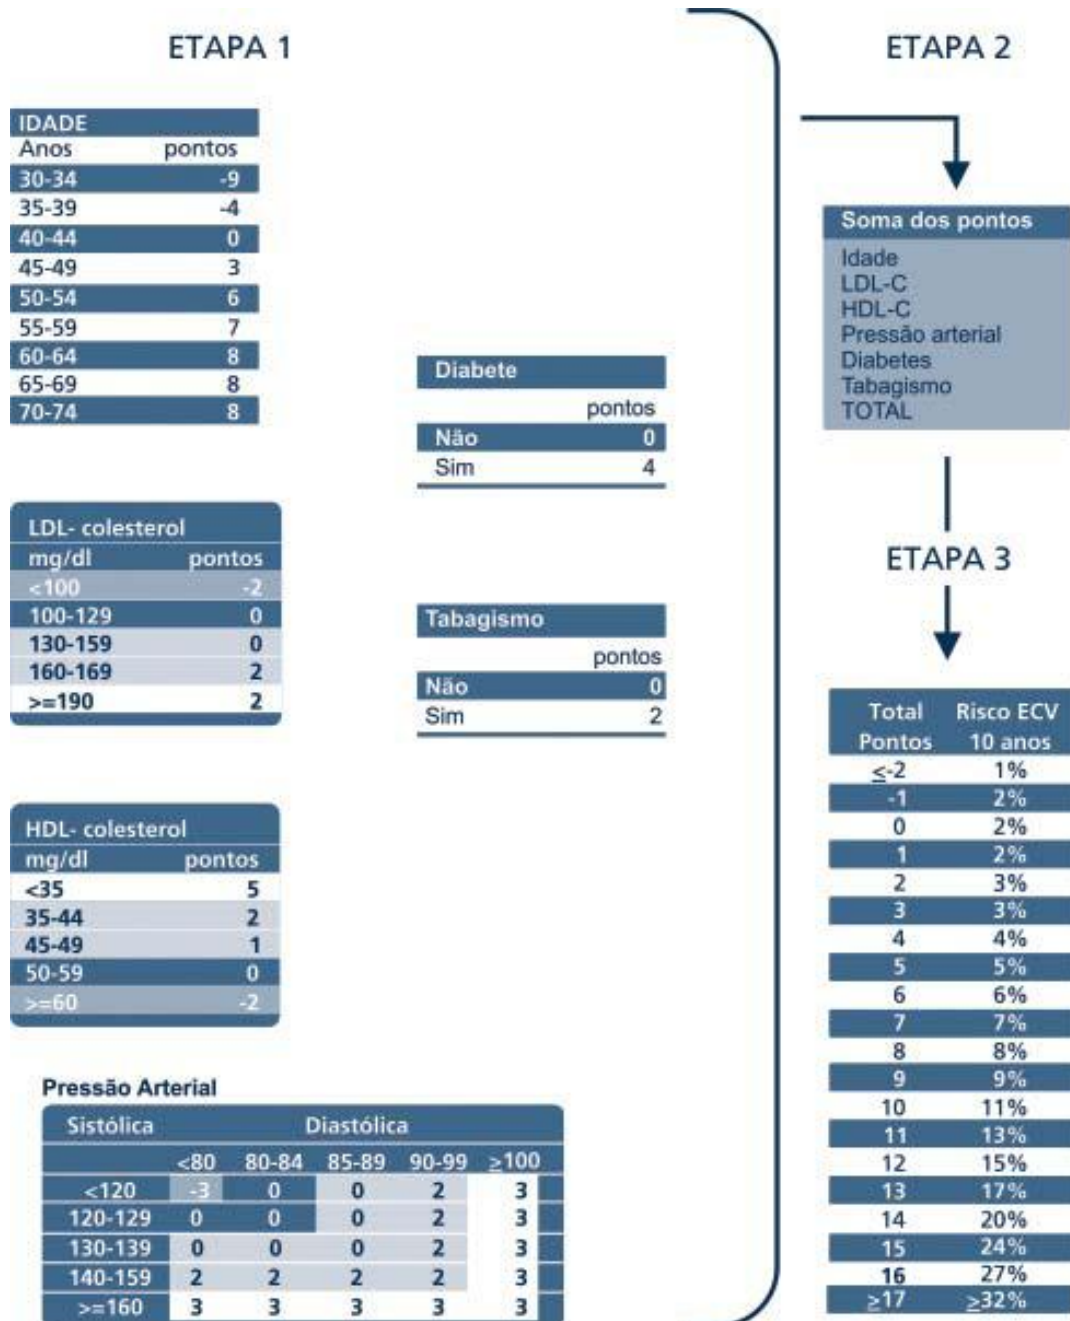 ETAPA 1
IDADE
Anos pontos
30-34 -9
35-39 -4
40-44 0
45-49 3
50-54 6
55-59 7
60-64 8
65-69 8
70-74 8
LDL- colesterol
mg/dl pontos
<100 -2
100-129 0
130-159 0
160-169 2
>=190 2
HDL- colesterol
mg/dl pontos
<35 5
35-44 2
45-49 1
50-59 0
>=60 -2
Pressão Arterial
Sistólica Diastólica
<80 80-84 85-89 90-99 ≥100
<120 -3 0 0 2 3
120-129 0 0 0 2 3
130-139 0 0 0 2 3
140-159 2 2 2 2 3
>=160 3 3 3 3 3
Diabete
pontos
Não 0
Sim 4
Tabagismo
pontos
Não 0
Sim 2
ETAPA 2
Soma dos pontos
Idade
LDL-C
HDL-C
Pressão arterial
Diabetes
Tabagismo
TOTAL
ETAPA 3
Total Risco ECV
Pontos 10 anos
≤-2 1%
-1 2%
0 2%
1 2%
2 3%
3 3%
4 4%
5 5%
6 6%
7 7%
8 8%
9 9%
10 11%
11 13%
12 15%
13 17%
14 20%
15 24%
16 27%
≥17 ≥32%